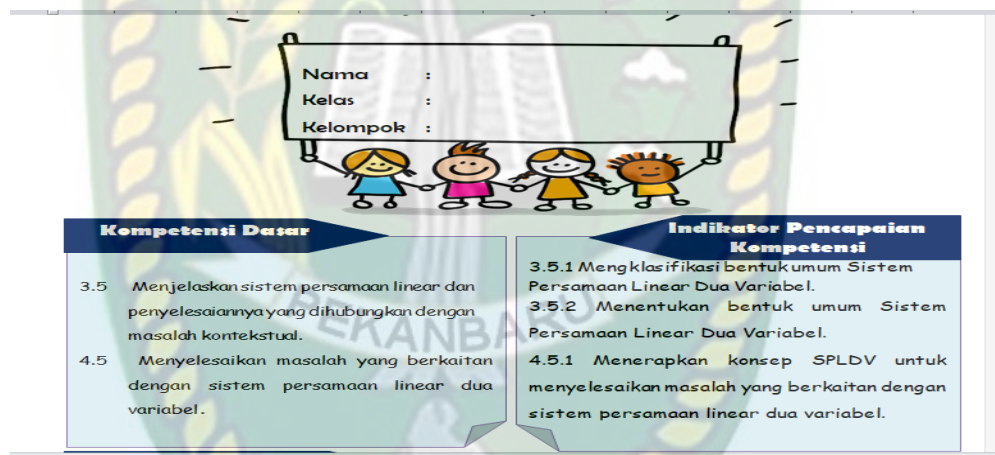 Nama :
Kelas :
Kelompok :
Kompetensi Dasar
3.5 Menjelaskan sistem persamaan linear dan
penyelesaiannya yang dihubungkan dengan
masalah kontekstual.
4.5 Menyelesaikan masalah yang berkaitan
dengan sistem persamaan linear dua
variabel.
Indikator Pencapaian
Kompetensi
3.5.1 Mengklasifikasi bentuk umum Sistem
Persamaan Linear Dua Variabel.
3.5.2 Menentukan bentuk umum Sistem
Persamaan Linear Dua Variabel.
4.5.1 Menerapkan konsep SPLDV untuk
menyelesaikan masalah yang berkaitan dengan
sistem persamaan linear dua variabel.
EKANBARU